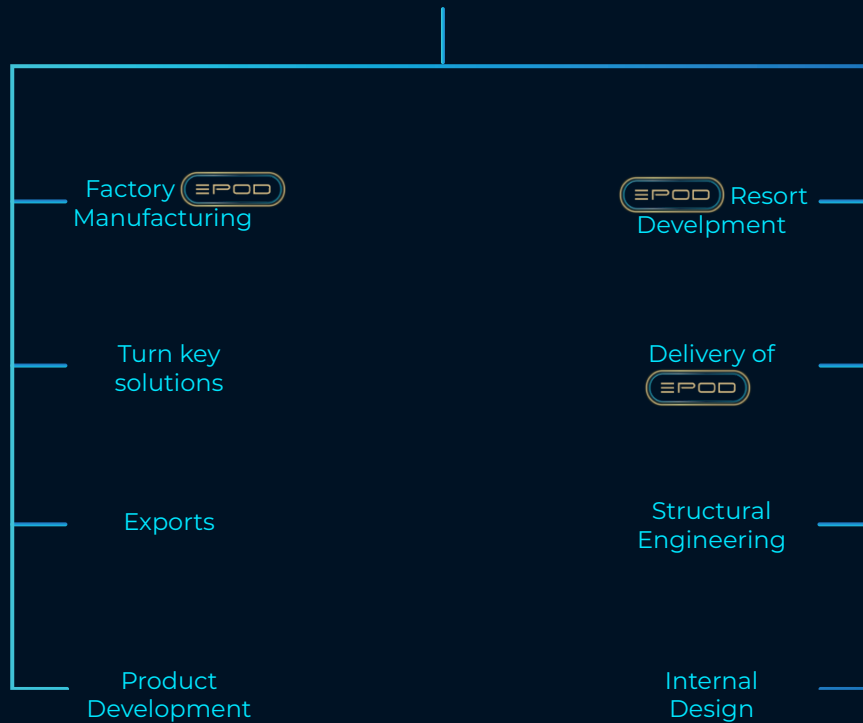 Factory EPOD
Manufacturing
EPOD Resort
Develpment
Turn key
solutions
Delivery of
EPOD
Exports
Structural
Engineering
Product
Development
Internal
Design